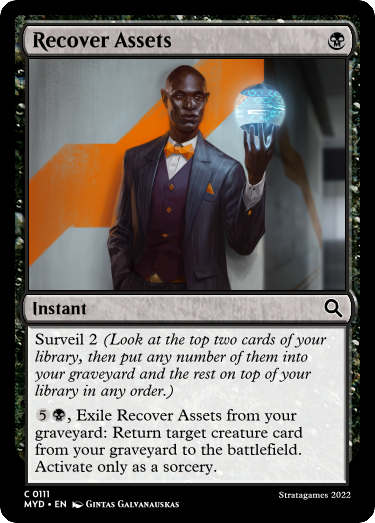 Recover Assets
Instant
Surveil 2 (Look at the top two cards of your
library, then put any number of them into
your graveyard and the rest on top of your
library in any order.)
5, Exile Recover Assets from your
graveyard: Return target creature card
from your graveyard to the battlefield.
Activate only as a sorcery.
C 0111
MYD • EN Gintas Galvanauskas
Stratagames 2022